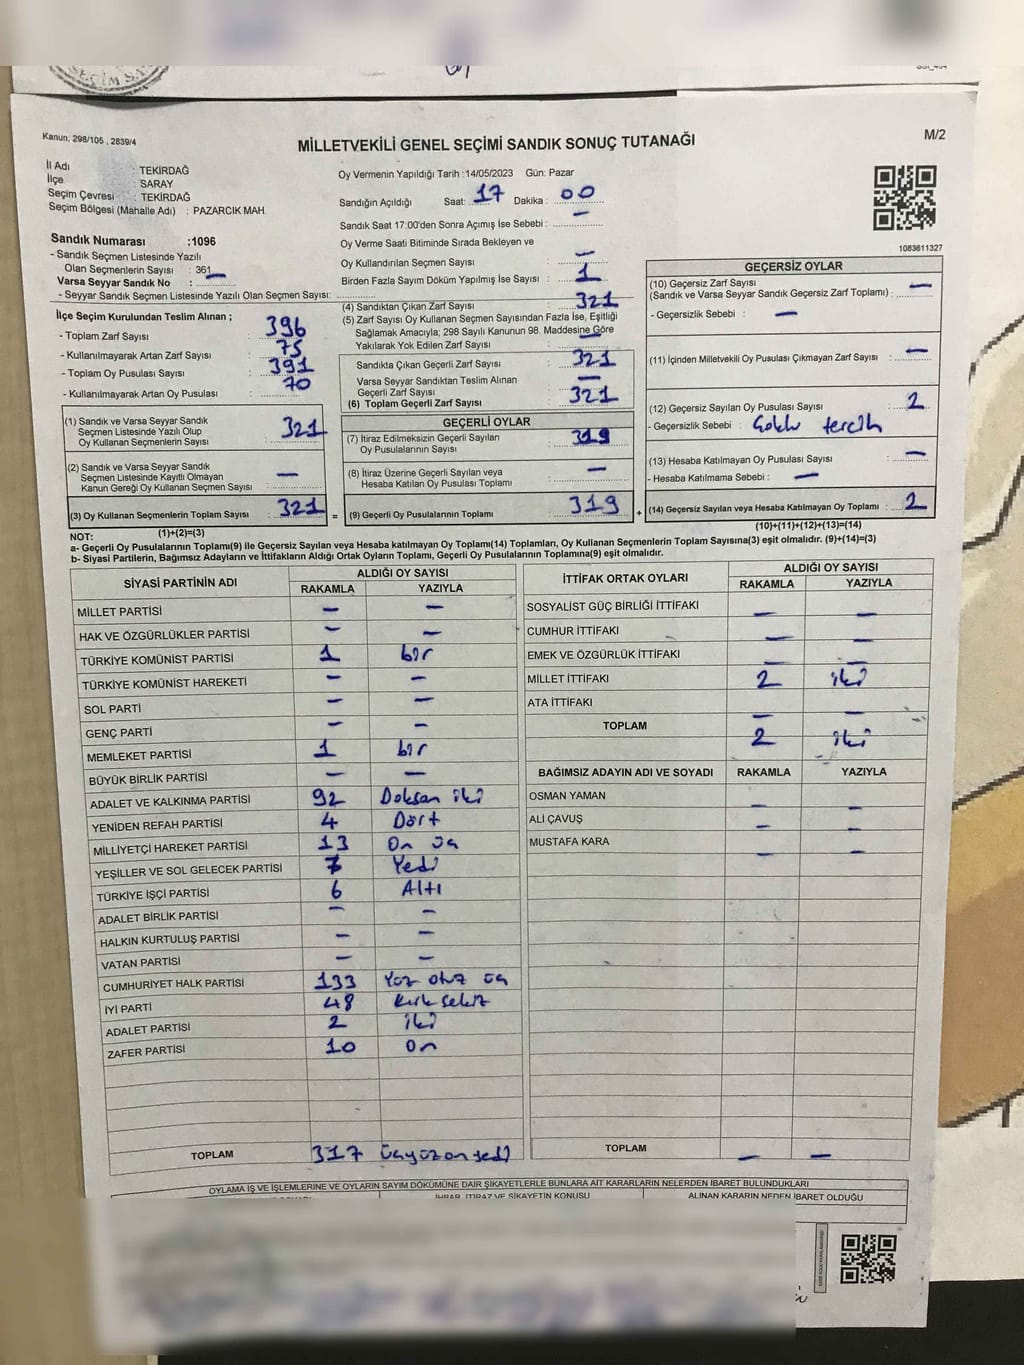 SEÇİM SA
Kanun; 298/105 , 2839/4
MİLLETVEKİLİ GENEL SEÇİMİ SANDIK SONUÇ TUTANAĞI
M/2
İl Adı : TEKİRDAĞ
İlçe : SARAY
Seçim Çevresi : TEKİRDAĞ
Seçim Bölgesi (Mahalle Adı) : PAZARCIK MAH.
Oy Vermenin Yapıldığı Tarih :14/05/2023 Gün: Pazar
Sandığın Açıldığı Saat: 17 Dakika : 00
Sandık Saat 17:00'den Sonra Açımış İse Sebebi : —
Oy Verme Saati Bitiminde Sırada Bekleyen ve
Oy Kullandırılan Seçmen Sayısı : —
Birden Fazla Sayım Döküm Yapılmış İse Sayısı : 1
1083611327
Sandık Numarası :1096
- Sandık Seçmen Listesinde Yazılı
Olan Seçmenlerin Sayısı : 361
Varsa Seyyar Sandık No : —
- Seyyar Sandık Seçmen Listesinde Yazılı Olan Seçmen Sayısı:
İlçe Seçim Kurulundan Teslim Alınan ;
- Toplam Zarf Sayısı : 396
- Kullanılmayarak Artan Zarf Sayısı : 75
- Toplam Oy Pusulası Sayısı : 391
- Kullanılmayarak Artan Oy Pusulası : 70
(1) Sandık ve Varsa Seyyar Sandık
Seçmen Listesinde Yazılı Olup
Oy Kullanan Seçmenlerin Sayısı : 321
(2) Sandık ve Varsa Seyyar Sandık
Seçmen Listesinde Kayıtlı Olmayan
Kanun Gereği Oy Kullanan Seçmen Sayısı : —
(3) Oy Kullanan Seçmenlerin Toplam Sayısı : 321 =
(1)+(2)=(3)
(4) Sandıktan Çıkan Zarf Sayısı : 321
(5) Zarf Sayısı Oy Kullanan Seçmen Sayısından Fazla İse, Eşitliği
Sağlamak Amacıyla; 298 Sayılı Kanunun 98. Maddesine Göre
Yakılarak Yok Edilen Zarf Sayısı : —
Sandıkta Çıkan Geçerli Zarf Sayısı : 321
Varsa Seyyar Sandıktan Teslim Alınan
Geçerli Zarf Sayısı : —
(6) Toplam Geçerli Zarf Sayısı : 321
GEÇERLİ OYLAR
(7) İtiraz Edilmeksizin Geçerli Sayılan
Oy Pusulalarının Sayısı : 319
(8) İtiraz Üzerine Geçerli Sayılan veya
Hesaba Katılan Oy Pusulası Toplamı : —
(9) Geçerli Oy Pusulalarının Toplamı : 319 +
GEÇERSİZ OYLAR
(10) Geçersiz Zarf Sayısı
(Sandık ve Varsa Seyyar Sandık Geçersiz Zarf Toplamı) : —
- Geçersizlik Sebebi : —
(11) İçinden Milletvekili Oy Pusulası Çıkmayan Zarf Sayısı : —
(12) Geçersiz Sayılan Oy Pusulası Sayısı : 2
- Geçersizlik Sebebi : Çoklu tercih
(13) Hesaba Katılmayan Oy Pusulası Sayısı : —
- Hesaba Katılmama Sebebi : —
(14) Geçersiz Sayılan veya Hesaba Katılmayan Oy Toplamı : 2
(10)+(11)+(12)+(13)=(14)
NOT:
a- Geçerli Oy Pusulalarının Toplamı(9) ile Geçersiz Sayılan veya Hesaba katılmayan Oy Toplamı(14) Toplamları, Oy Kullanan Seçmenlerin Toplam Sayısına(3) eşit olmalıdır. (9)+(14)=(3)
b- Siyasi Partilerin, Bağımsız Adayların ve İttifakların Aldığı Ortak Oyların Toplamı, Geçerli Oy Pusulalarının Toplamına(9) eşit olmalıdır.
SİYASİ PARTİNİN ADI ALDIĞI OY SAYISI
RAKAMLA YAZIYLA
MİLLET PARTİSİ — —
HAK VE ÖZGÜRLÜKLER PARTİSİ — —
TÜRKİYE KOMÜNİST PARTİSİ 1 bir
TÜRKİYE KOMÜNİST HAREKETİ — —
SOL PARTİ — —
GENÇ PARTİ — —
MEMLEKET PARTİSİ 1 bir
BÜYÜK BİRLİK PARTİSİ — —
ADALET VE KALKINMA PARTİSİ 92 Doksan iki
YENİDEN REFAH PARTİSİ 4 Dört
MİLLİYETÇİ HAREKET PARTİSİ 13 On üç
YEŞİLLER VE SOL GELECEK PARTİSİ 7 Yedi
TÜRKİYE İŞÇİ PARTİSİ 6 Altı
ADALET BİRLİK PARTİSİ — —
HALKIN KURTULUŞ PARTİSİ — —
VATAN PARTİSİ — —
CUMHURİYET HALK PARTİSİ 133 Yüz otuz üç
İYİ PARTİ 48 Kırk sekiz
ADALET PARTİSİ 2 iki
ZAFER PARTİSİ 10 On
TOPLAM 317 üçyüzonyedi
İTTİFAK ORTAK OYLARI ALDIĞI OY SAYISI
RAKAMLA YAZIYLA
SOSYALİST GÜÇ BİRLİĞİ İTTİFAKI — —
CUMHUR İTTİFAKI — —
EMEK VE ÖZGÜRLÜK İTTİFAKI — —
MİLLET İTTİFAKI 2 iki
ATA İTTİFAKI — —
TOPLAM 2 iki
BAĞIMSIZ ADAYIN ADI VE SOYADI RAKAMLA YAZIYLA
OSMAN YAMAN — —
ALİ ÇAVUŞ — —
MUSTAFA KARA — —
TOPLAM — —
OYLAMA İŞ VE İŞLEMLERİNE VE OYLARIN SAYIM DÖKÜMÜNE DAİR ŞİKAYETLERLE BUNLARA AİT KARARLARIN NELERDEN İBARET BULUNDUKLARI
İHBAR, İTİRAZ VE ŞİKAYETİN KONUSU ALINAN KARARIN NEDEN İBARET OLDUĞU